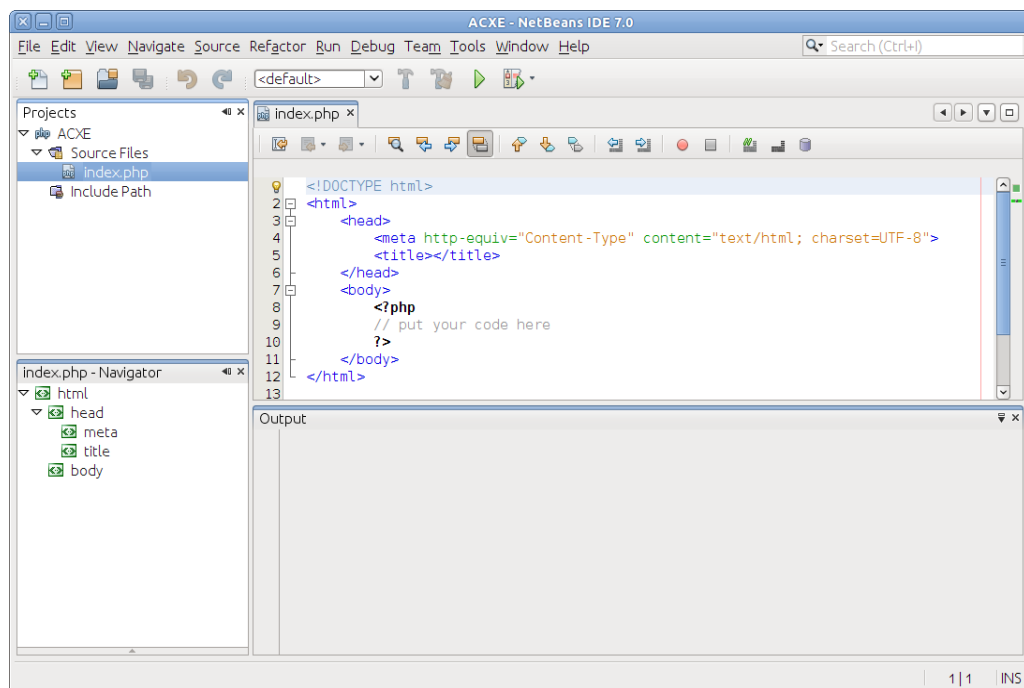 ACXE - NetBeans IDE 7.0
File Edit View Navigate Source Refactor Run Debug Team Tools Window Help
Search (Ctrl+I)
<default>
Projects
ACXE
Source Files
index.php
Include Path
index.php - Navigator
html
head
meta
title
body
index.php
<!DOCTYPE html>
2 <html>
3 <head>
4 <meta http-equiv="Content-Type" content="text/html; charset=UTF-8">
5 <title></title>
6 </head>
7 <body>
8 <?php
9 // put your code here
10 ?>
11 </body>
12 </html>
13
Output
1|1 INS